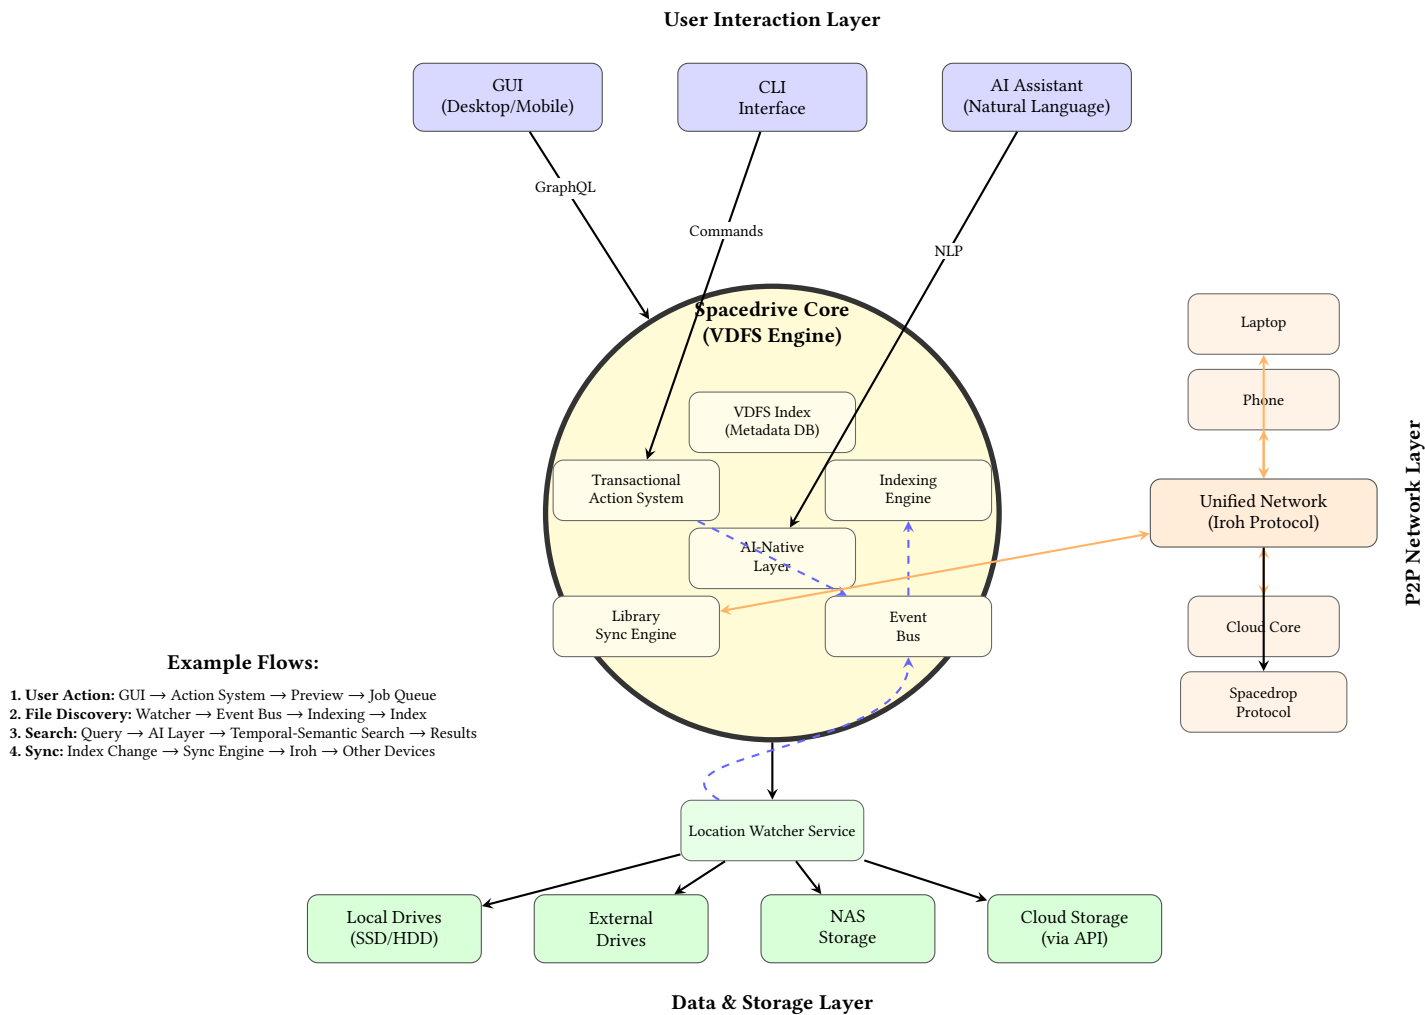 User Interaction Layer
GUI
(Desktop/Mobile)
CLI
Interface
AI Assistant
(Natural Language)
GraphQL
Commands
NLP
Spacedrive Core
(VDFS Engine)
VDFS Index
(Metadata DB)
Transactional
Action System
Indexing
Engine
AI-Native
Layer
Library
Sync Engine
Event
Bus
Laptop
Phone
Unified Network
(Iroh Protocol)
Cloud Core
Spacedrop
Protocol
P2P Network Layer
Example Flows:
1. User Action: GUI → Action System → Preview → Job Queue
2. File Discovery: Watcher → Event Bus → Indexing → Index
3. Search: Query → AI Layer → Temporal-Semantic Search → Results
4. Sync: Index Change → Sync Engine → Iroh → Other Devices
Location Watcher Service
Local Drives
(SSD/HDD)
External
Drives
NAS
Storage
Cloud Storage
(via API)
Data & Storage Layer